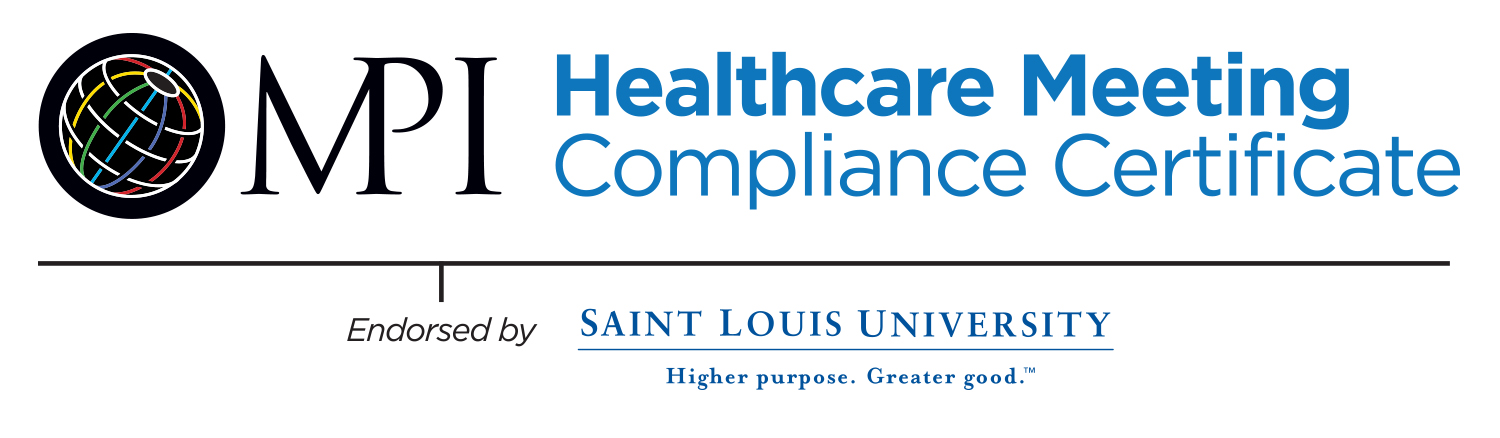 MPI
Healthcare Meeting
Compliance Certificate
Endorsed by
SAINT LOUIS UNIVERSITY
Higher purpose. Greater good.™